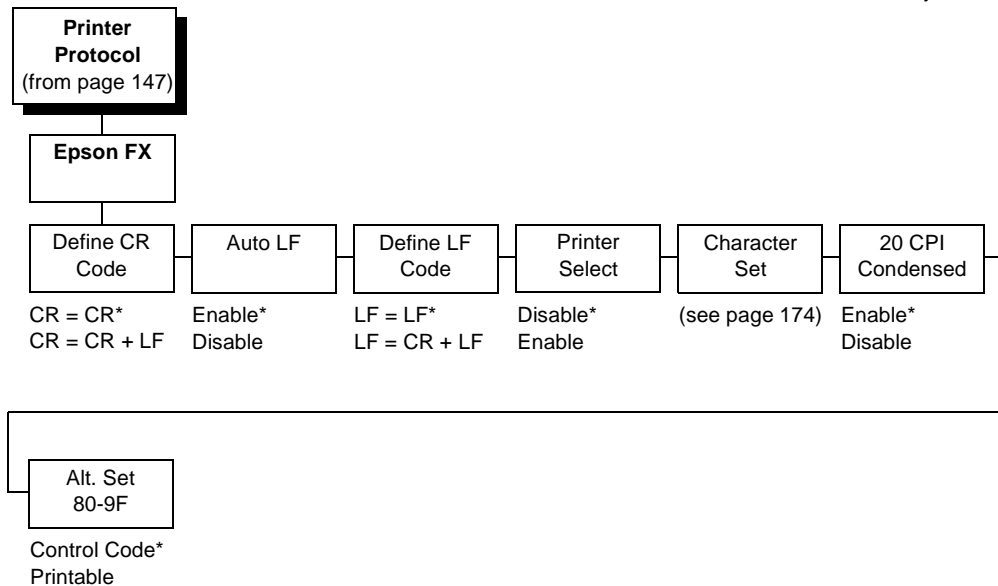 Printer
Protocol
(from page 147)
Epson FX
Define CR
Code
Auto LF
Define LF
Code
Printer
Select
Character
Set
20 CPI
Condensed
CR = CR*
CR = CR + LF
Enable*
Disable
LF = LF*
LF = CR + LF
Disable*
Enable
(see page 174)
Enable*
Disable
Alt. Set
80-9F
Control Code*
Printable